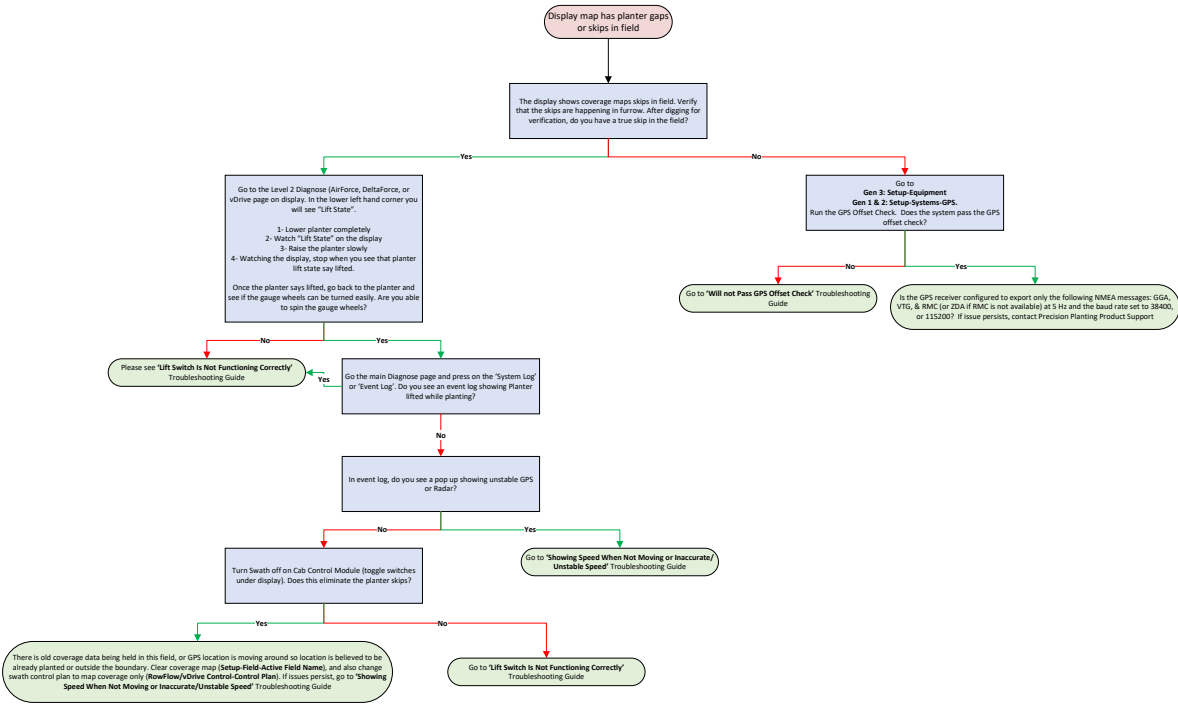 Display map has planter gaps
or skips in field
The display shows coverage maps skips in field. Verify
that the skips are happening in furrow. After digging for
verification, do you have a true skip in the field?
Yes
No
Go to the Level 2 Diagnose (AirForce, DeltaForce, or
vDrive page on display. In the lower left hand corner you
will see "Lift State".
1- Lower planter completely
2- Watch "Lift State" on the display
3- Raise the planter slowly
4- Watching the display, stop when you see that planter
lift state say lifted.
Once the planter says lifted, go back to the planter and
see if the gauge wheels can be turned easily. Are you able
to spin the gauge wheels?
Go to
Gen 3: Setup-Equipment
Gen 1 & 2: Setup-Systems-GPS.
Run the GPS Offset Check. Does the system pass the GPS
offset check?
No
Yes
Go to 'Will not Pass GPS Offset Check' Troubleshooting
Guide
Is the GPS receiver configured to export only the following NMEA messages: GGA,
VTG, & RMC (or ZDA if RMC is not available) at 5 Hz and the baud rate set to 38400,
or 115200? If issue persists, contact Precision Planting Product Support
No
Yes
Please see 'Lift Switch Is Not Functioning Correctly'
Troubleshooting Guide
Yes
Go the main Diagnose page and press on the 'System Log'
or 'Event Log'. Do you see an event log showing Planter
lifted while planting?
No
In event log, do you see a pop up showing unstable GPS
or Radar?
No
Yes
Turn Swath off on Cab Control Module (toggle switches
under display). Does this eliminate the planter skips?
Go to 'Showing Speed When Not Moving or Inaccurate/
Unstable Speed' Troubleshooting Guide
Yes
No
There is old coverage data being held in this field, or GPS location is moving around so location is believed to be
already planted or outside the boundary. Clear coverage map (Setup-Field-Active Field Name), and also change
swath control plan to map coverage only (RowFlow/vDrive Control-Control Plan). If issues persist, go to 'Showing
Speed When Not Moving or Inaccurate/Unstable Speed' Troubleshooting Guide
Go to 'Lift Switch Is Not Functioning Correctly'
Troubleshooting Guide